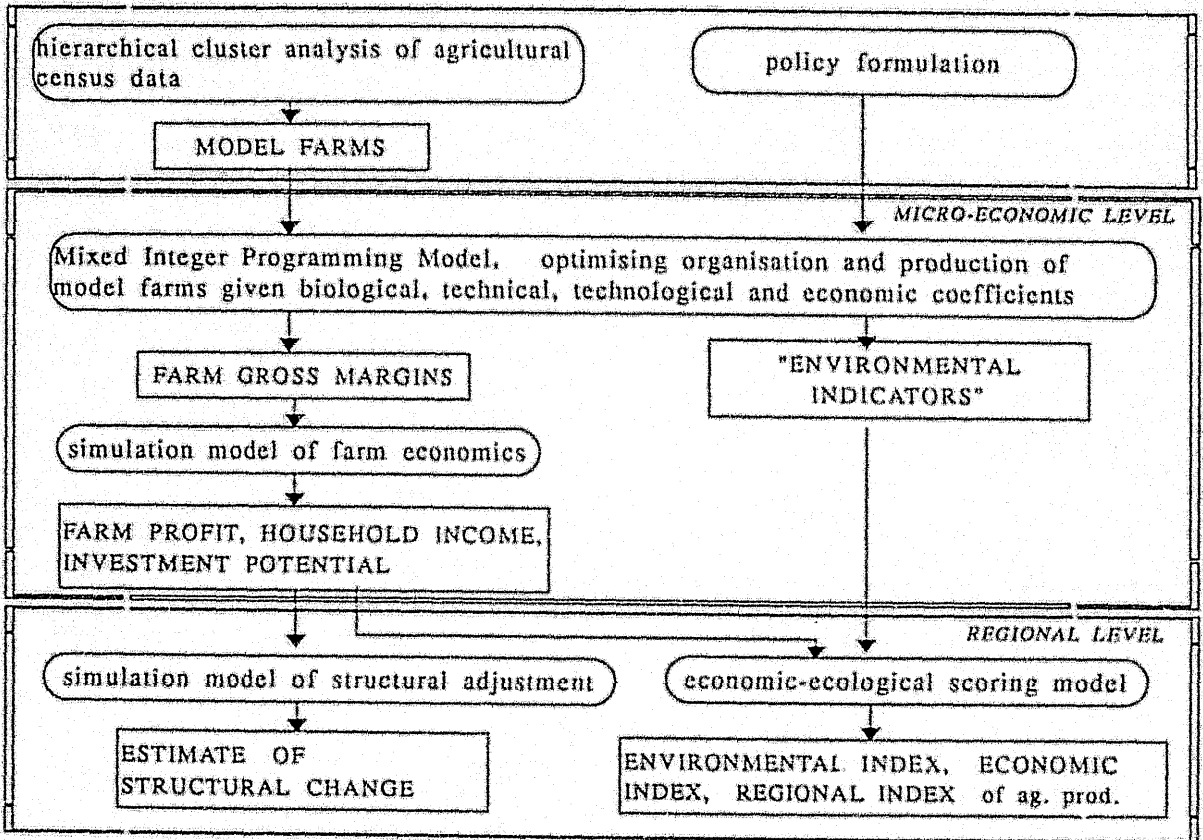 hierarchical cluster analysis of agricultural
census data
policy formulation
MODEL FARMS
MICRO-ECONOMIC LEVEL
Mixed Integer Programming Model, optimising organisation and production of
model farms given biological, technical, technological and economic coefficients
FARM GROSS MARGINS
"ENVIRONMENTAL
INDICATORS"
simulation model of farm economics
FARM PROFIT, HOUSEHOLD INCOME,
INVESTMENT POTENTIAL
REGIONAL LEVEL
simulation model of structural adjustment
economic-ecological scoring model
ESTIMATE OF
STRUCTURAL CHANGE
ENVIRONMENTAL INDEX, ECONOMIC
INDEX, REGIONAL INDEX of ag. prod.